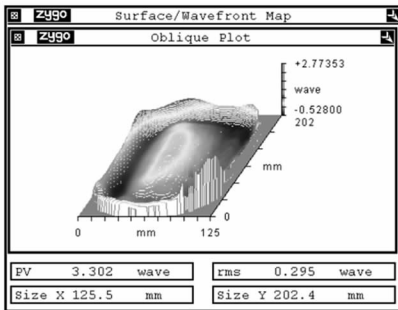 zygo Surface/Wavefront Map
zygo Oblique Plot
+2.77353
wave
-0.52800
202
mm
0
0 mm 125
PV 3.302 wave
rms 0.295 wave
Size X 125.5 mm
Size Y 202.4 mm